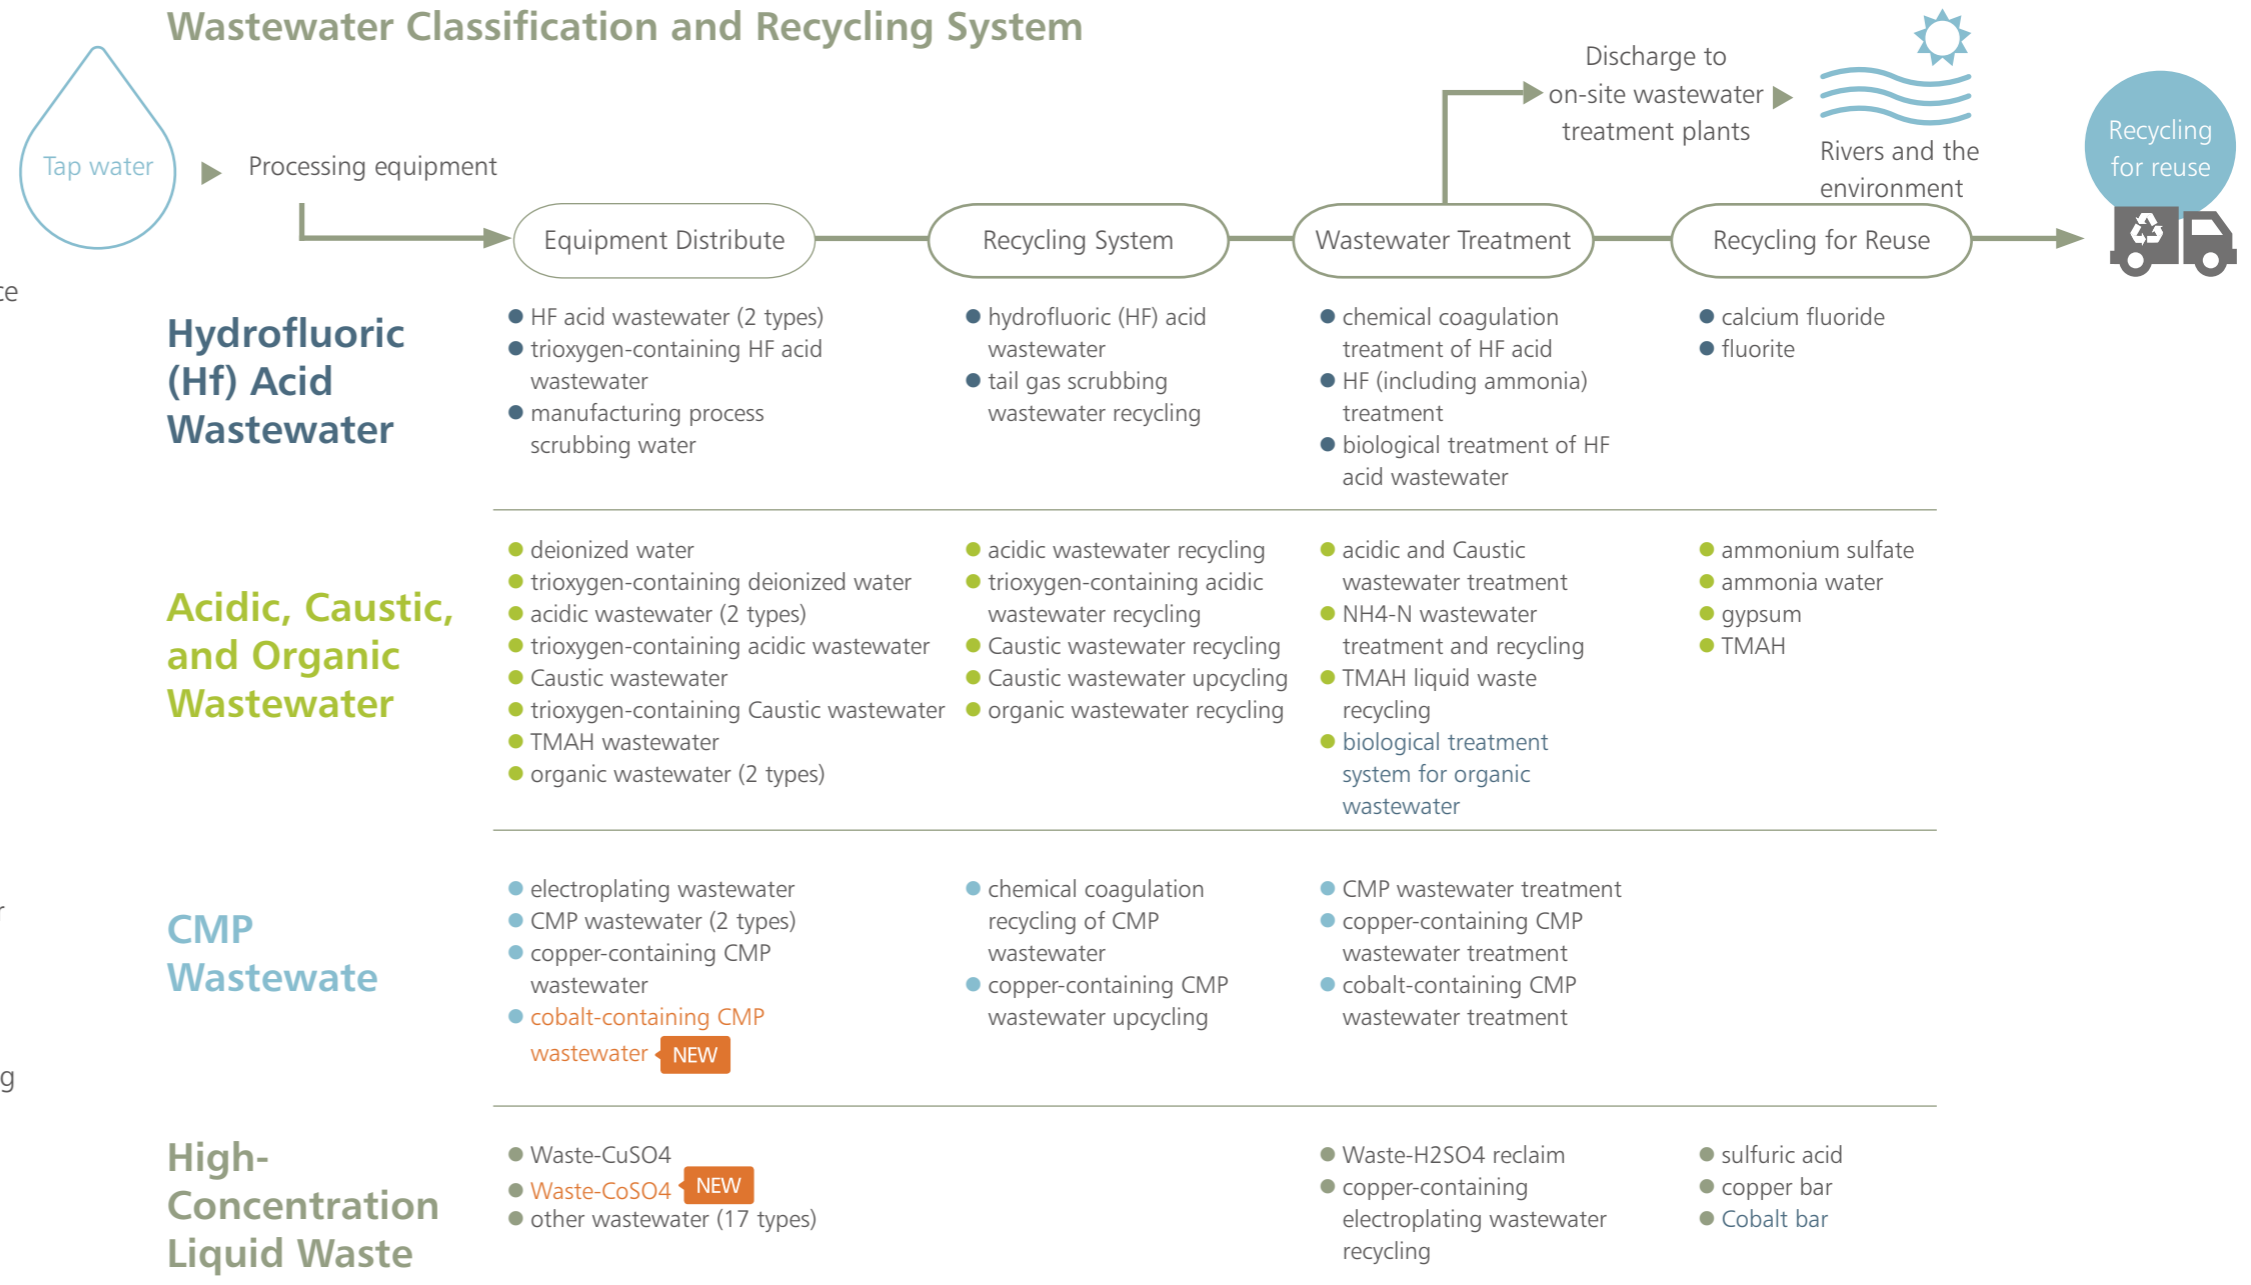 Wastewater Classification and Recycling System
Tap water
Processing equipment
Discharge to
on-site wastewater
treatment plants
Rivers and the
environment
Recycling
for reuse
Equipment Distribute
Recycling System
Wastewater Treatment
Recycling for Reuse
ce
Hydrofluoric
(Hf) Acid
Wastewater
HF acid wastewater (2 types)
trioxygen-containing HF acid
wastewater
manufacturing process
scrubbing water
hydrofluoric (HF) acid
wastewater
tail gas scrubbing
wastewater recycling
chemical coagulation
treatment of HF acid
HF (including ammonia)
treatment
biological treatment of HF
acid wastewater
calcium fluoride
fluorite
Acidic, Caustic,
and Organic
Wastewater
deionized water
trioxygen-containing deionized water
acidic wastewater (2 types)
trioxygen-containing acidic wastewater
Caustic wastewater
trioxygen-containing Caustic wastewater
TMAH wastewater
organic wastewater (2 types)
acidic wastewater recycling
trioxygen-containing acidic
wastewater recycling
Caustic wastewater recycling
Caustic wastewater upcycling
organic wastewater recycling
acidic and Caustic
wastewater treatment
NH4-N wastewater
treatment and recycling
TMAH liquid waste
recycling
biological treatment
system for organic
wastewater
ammonium sulfate
ammonia water
gypsum
TMAH
r
CMP
Wastewate
electroplating wastewater
CMP wastewater (2 types)
copper-containing CMP
wastewater
cobalt-containing CMP
wastewater NEW
chemical coagulation
recycling of CMP
wastewater
copper-containing CMP
wastewater upcycling
CMP wastewater treatment
copper-containing CMP
wastewater treatment
cobalt-containing CMP
wastewater treatment
g
High-
Concentration
Liquid Waste
Waste-CuSO4
Waste-CoSO4 NEW
other wastewater (17 types)
Waste-H2SO4 reclaim
copper-containing
electroplating wastewater
recycling
sulfuric acid
copper bar
Cobalt bar